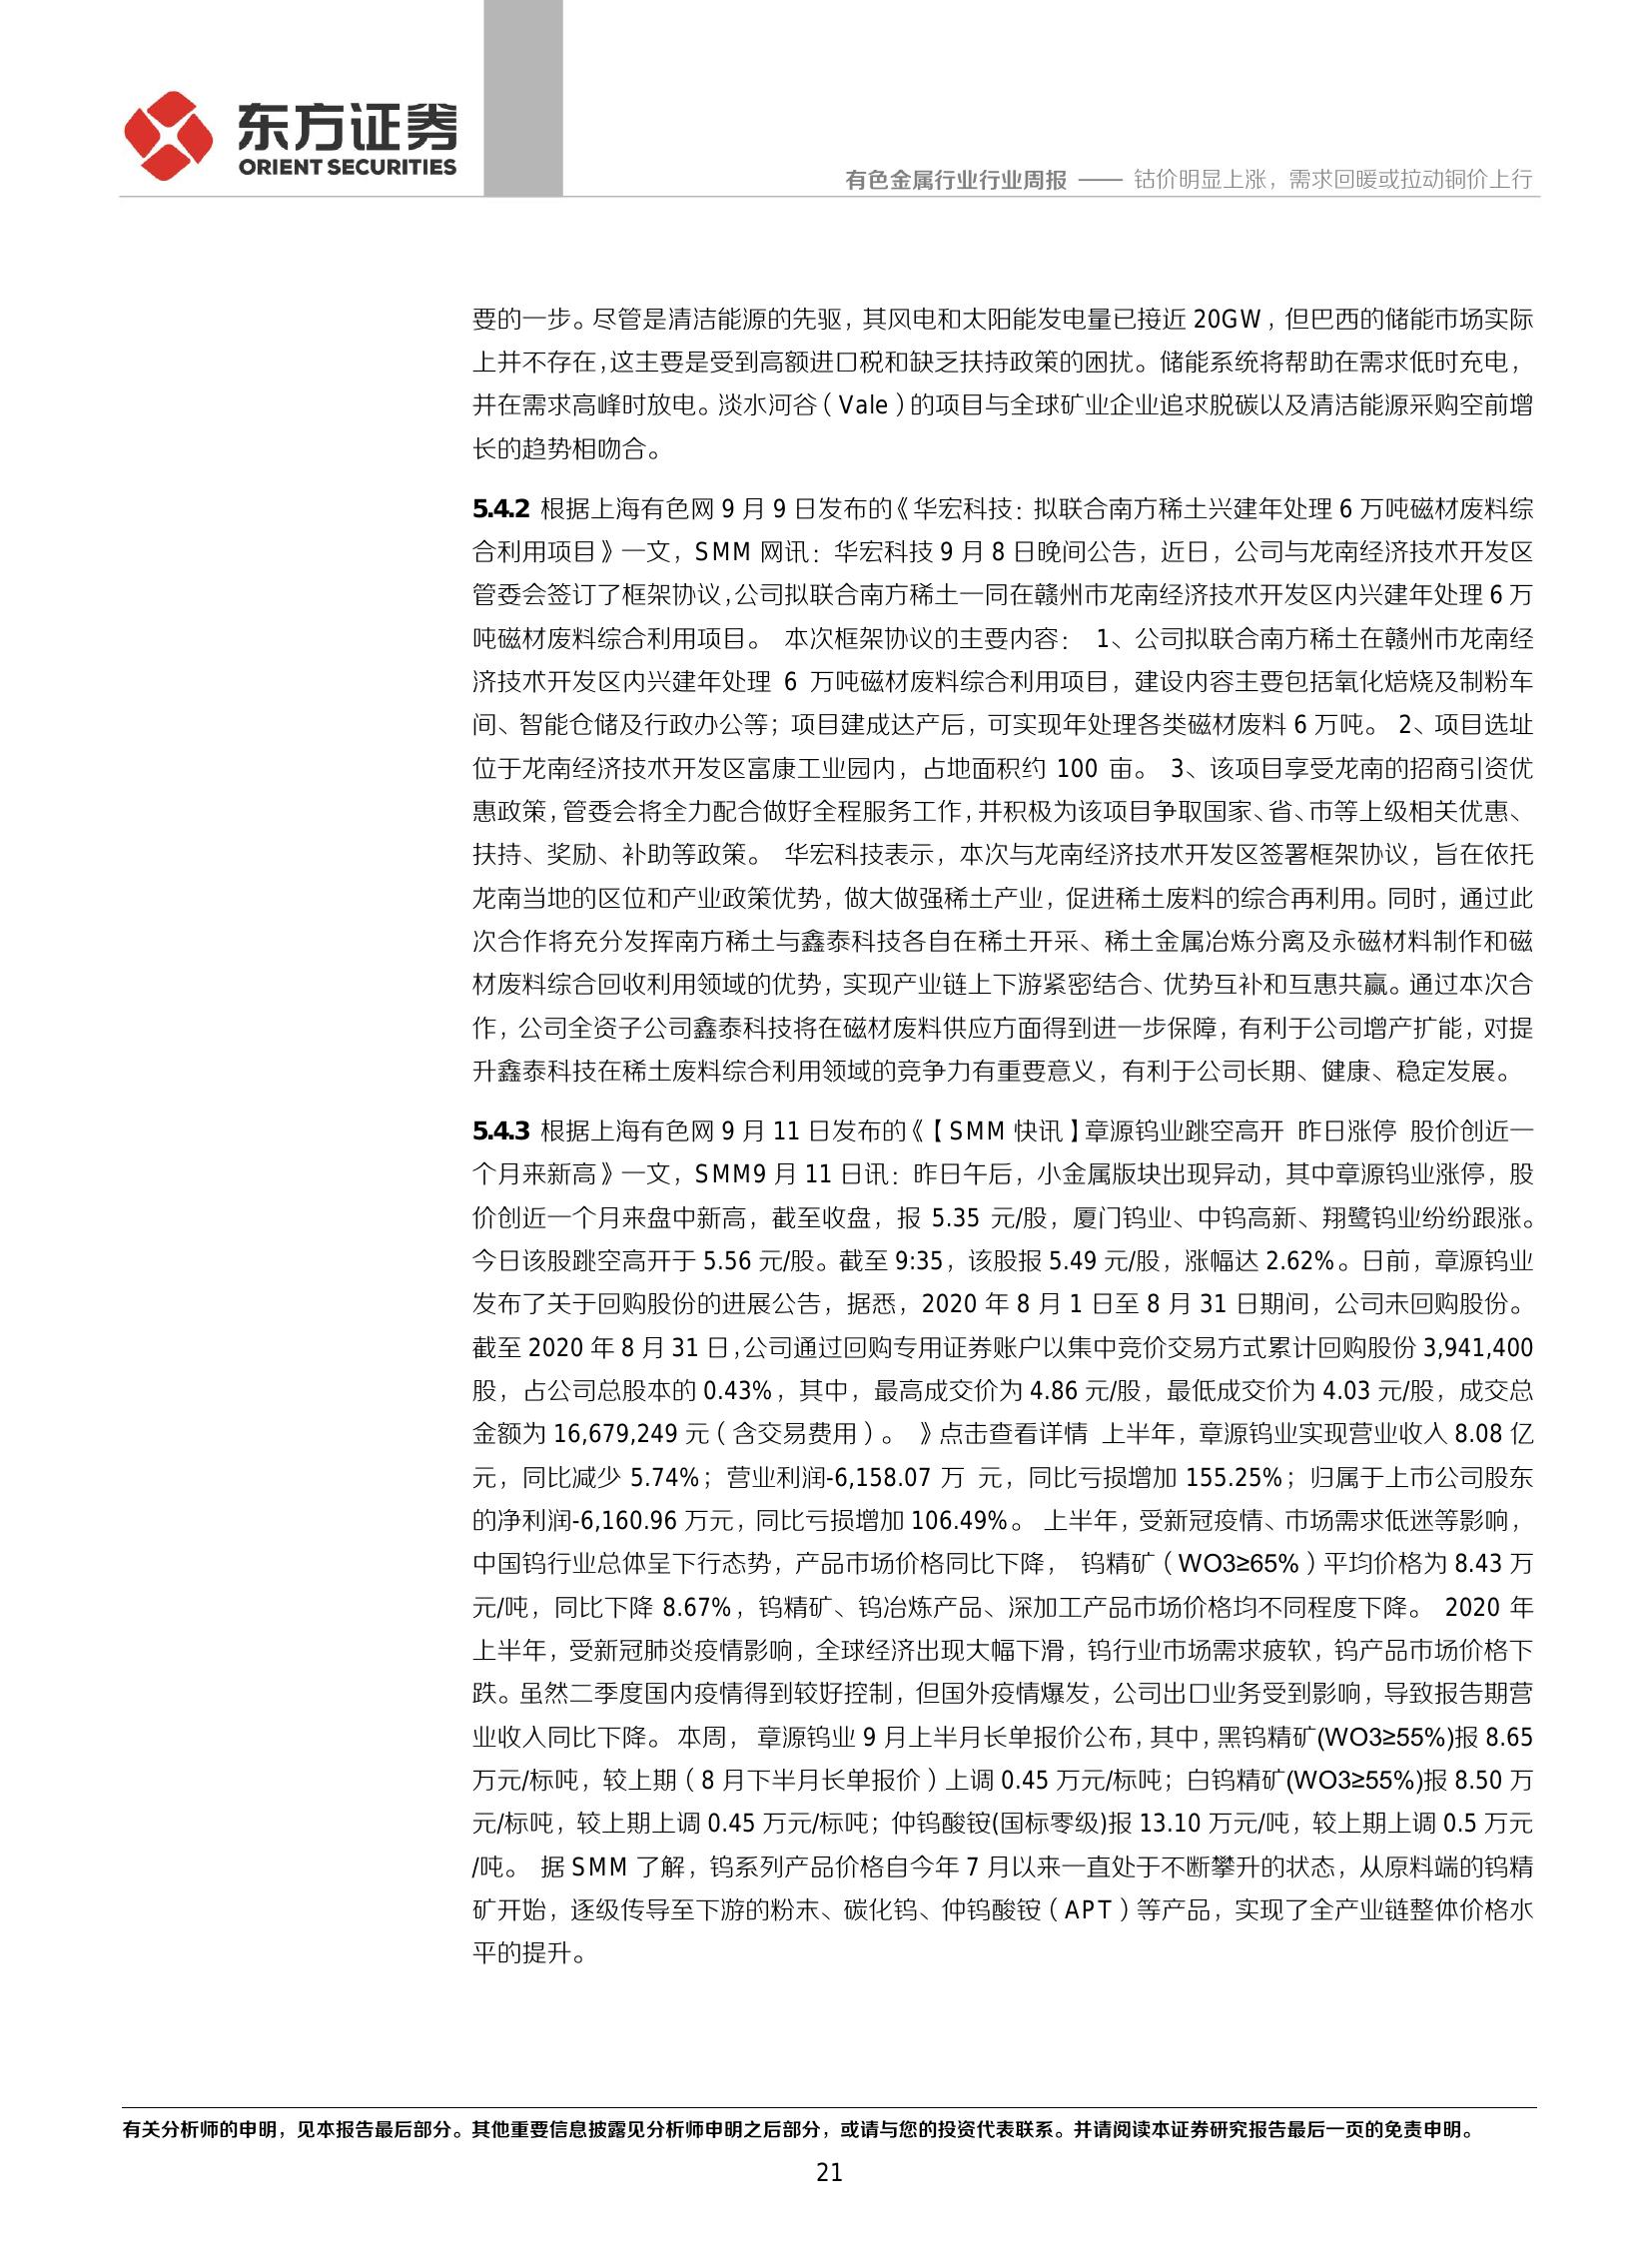 东方证券
ORIENT SECURITIES
有色金属行业行业周报 —— 钴价明显上涨，需求回暖或拉动铜价上行
要的一步。尽管是清洁能源的先驱，其风电和太阳能发电量已接近 20GW，但巴西的储能市场实际
上并不存在，这主要是受到高额进口税和缺乏扶持政策的困扰。储能系统将帮助在需求低时充电，
并在需求高峰时放电。淡水河谷（Vale）的项目与全球矿业企业追求脱碳以及清洁能源采购空前增
长的趋势相吻合。
5.4.2 根据上海有色网 9 月 9 日发布的《华宏科技：拟联合南方稀土兴建年处理 6 万吨磁材废料综
合利用项目》一文，SMM 网讯：华宏科技 9 月 8 日晚间公告，近日，公司与龙南经济技术开发区
管委会签订了框架协议，公司拟联合南方稀土一同在赣州市龙南经济技术开发区内兴建年处理 6 万
吨磁材废料综合利用项目。 本次框架协议的主要内容： 1、公司拟联合南方稀土在赣州市龙南经
济技术开发区内兴建年处理 6 万吨磁材废料综合利用项目，建设内容主要包括氧化焙烧及制粉车
间、智能仓储及行政办公等；项目建成达产后，可实现年处理各类磁材废料 6 万吨。 2、项目选址
位于龙南经济技术开发区富康工业园内，占地面积约 100 亩。 3、该项目享受龙南的招商引资优
惠政策，管委会将全力配合做好全程服务工作，并积极为该项目争取国家、省、市等上级相关优惠、
扶持、奖励、补助等政策。 华宏科技表示，本次与龙南经济技术开发区签署框架协议，旨在依托
龙南当地的区位和产业政策优势，做大做强稀土产业，促进稀土废料的综合再利用。同时，通过此
次合作将充分发挥南方稀土与鑫泰科技各自在稀土开采、稀土金属冶炼分离及永磁材料制作和磁
材废料综合回收利用领域的优势，实现产业链上下游紧密结合、优势互补和互惠共赢。通过本次合
作，公司全资子公司鑫泰科技将在磁材废料供应方面得到进一步保障，有利于公司增产扩能，对提
升鑫泰科技在稀土废料综合利用领域的竞争力有重要意义，有利于公司长期、健康、稳定发展。
5.4.3 根据上海有色网 9 月 11 日发布的《【SMM 快讯】章源钨业跳空高开 昨日涨停 股价创近一
个月来新高》一文，SMM9 月 11 日讯：昨日午后，小金属版块出现异动，其中章源钨业涨停，股
价创近一个月来盘中新高，截至收盘，报 5.35 元/股，厦门钨业、中钨高新、翔鹭钨业纷纷跟涨。
今日该股跳空高开于 5.56 元/股。截至 9:35，该股报 5.49 元/股，涨幅达 2.62%。日前，章源钨业
发布了关于回购股份的进展公告，据悉，2020 年 8 月 1 日至 8 月 31 日期间，公司未回购股份。
截至 2020 年 8 月 31 日，公司通过回购专用证券账户以集中竞价交易方式累计回购股份 3,941,400
股，占公司总股本的 0.43%，其中，最高成交价为 4.86 元/股，最低成交价为 4.03 元/股，成交总
金额为 16,679,249 元（含交易费用）。 》点击查看详情 上半年，章源钨业实现营业收入 8.08 亿
元，同比减少 5.74%；营业利润-6,158.07 万 元，同比亏损增加 155.25%；归属于上市公司股东
的净利润-6,160.96 万元，同比亏损增加 106.49%。 上半年，受新冠疫情、市场需求低迷等影响，
中国钨行业总体呈下行态势，产品市场价格同比下降， 钨精矿（WO3≥65%）平均价格为 8.43 万
元/吨，同比下降 8.67%，钨精矿、钨冶炼产品、深加工产品市场价格均不同程度下降。 2020 年
上半年，受新冠肺炎疫情影响，全球经济出现大幅下滑，钨行业市场需求疲软，钨产品市场价格下
跌。虽然二季度国内疫情得到较好控制，但国外疫情爆发，公司出口业务受到影响，导致报告期营
业收入同比下降。 本周， 章源钨业 9 月上半月长单报价公布，其中，黑钨精矿(WO3≥55%)报 8.65
万元/标吨，较上期（8 月下半月长单报价）上调 0.45 万元/标吨；白钨精矿(WO3≥55%)报 8.50 万
元/标吨，较上期上调 0.45 万元/标吨；仲钨酸铵(国标零级)报 13.10 万元/吨，较上期上调 0.5 万元
/吨。 据 SMM 了解，钨系列产品价格自今年 7 月以来一直处于不断攀升的状态，从原料端的钨精
矿开始，逐级传导至下游的粉末、碳化钨、仲钨酸铵（APT）等产品，实现了全产业链整体价格水
平的提升。
有关分析师的申明，见本报告最后部分。其他重要信息披露见分析师申明之后部分，或请与您的投资代表联系。并请阅读本证券研究报告最后一页的免责申明。
21